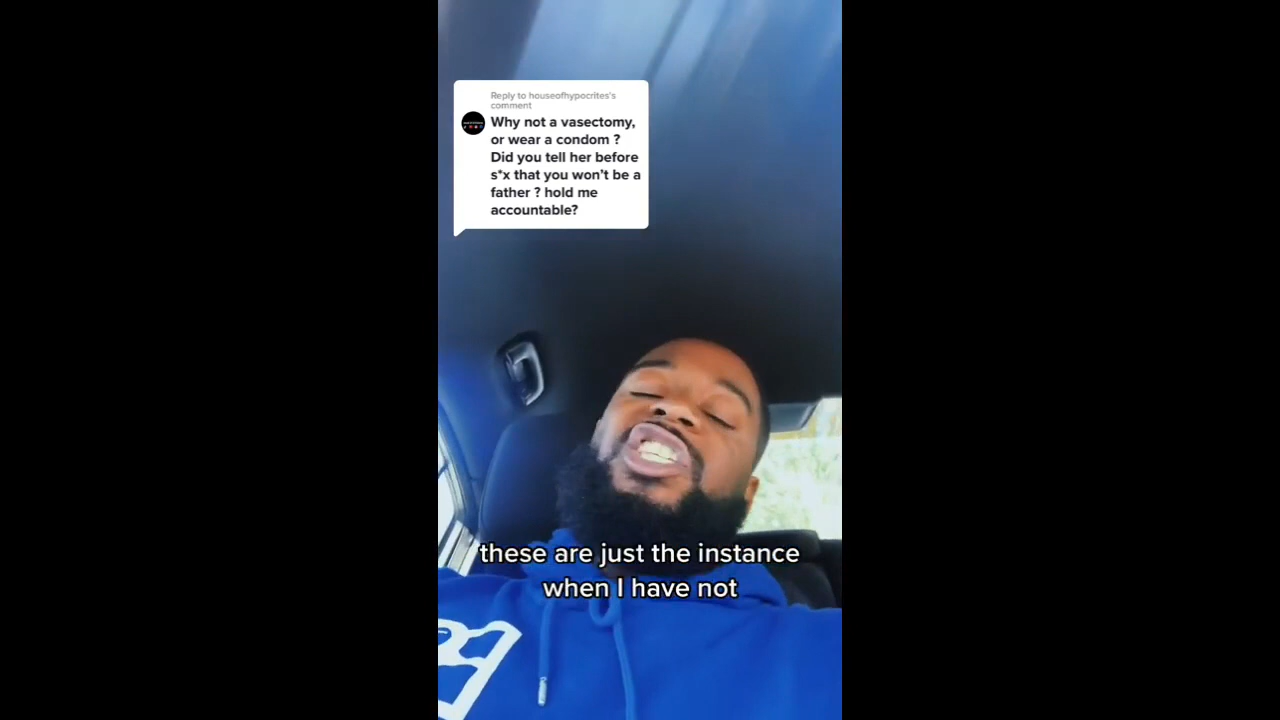 Reply to houseofhypocrites's
comment
Why not a vasectomy,
or wear a condom ?
Did you tell her before
s*x that you won't be a
father ? hold me
accountable?
these are just the instance
when I have not